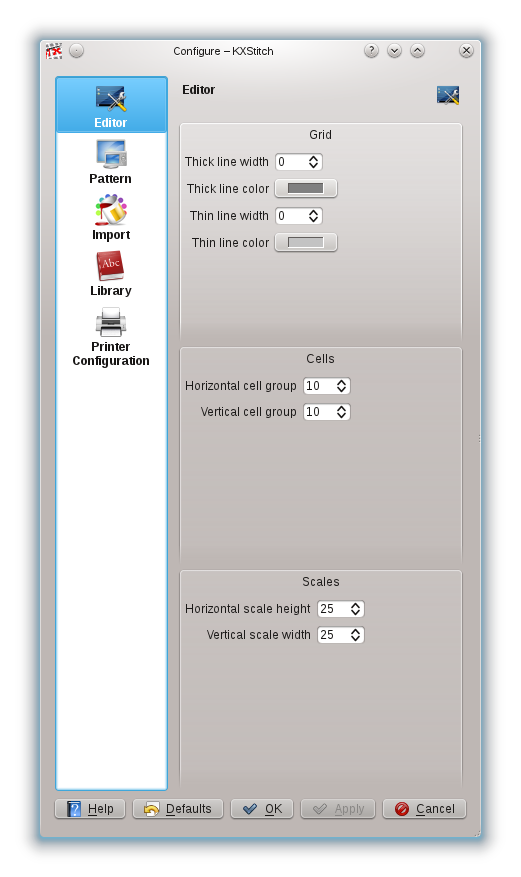 Configure – KXStitch
Editor
Pattern
Import
Abc
Library
Printer
Configuration
Editor
Grid
Thick line width 0
Thick line color
Thin line width 0
Thin line color
Cells
Horizontal cell group 10
Vertical cell group 10
Scales
Horizontal scale height 25
Vertical scale width 25
Help Defaults OK Apply Cancel